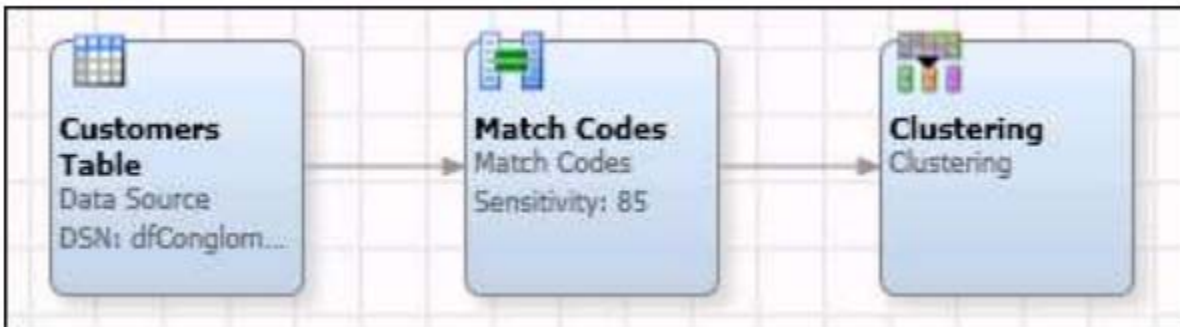 Customers
Table
Data Source
DSN: dfConglom...
Match Codes
Match Codes
Sensitivity: 85
Clustering
Clustering